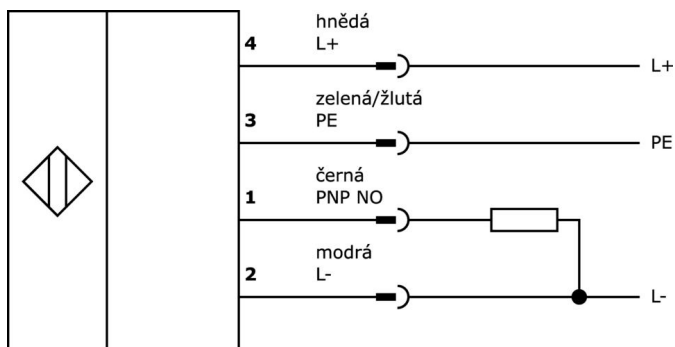 hnědá
4 L+ L+
zelená/žlutá
3 PE PE
černá
1 PNP NO
modrá
2 L- L-